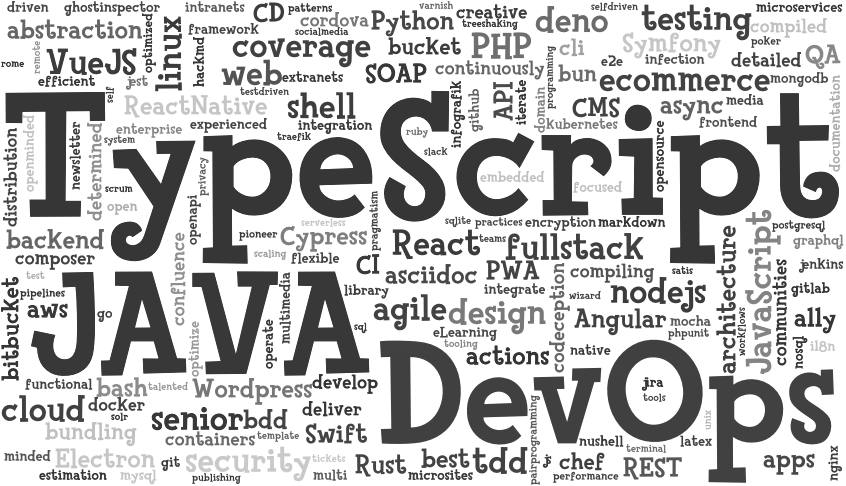 driven
ghostinspector
intranets
CD
patterns
varnish
creative
treeshaking
deno
selfdriven
testing
microservices
abstraction
optimized
linux
framework
cordova
socialmedia
Python
compiled
poker
rome
remote
VueJS
hackmd
coverage
bucket
PHP
cli
Symfony
QA
efficient
jest
web
extranets
SOAP
continuously
bun
e2e
infection
detailed
mongodb
self
ReactNative
testdriven
shell
infografik
github
API
iterate
domain
programming
ecommerce
CMS
async
media
documentation
distribution
openminded
newsletter
determined
enterprise
experienced
integration
traefik
ruby
slack
Kubernetes
frontend
opensource
TypeScript
system
scrum
open
privacy
openapi
embedded
focused
pioneer
serverless
pragmatism
sqlite
practices
encryption
markdown
postgresql
backend
composer
confluence
Cypress
scaling
flexible
CI
React
teams
fullstack
architecture
JavaScript
graphql
test
pipelines
bitbucket
aws
go
JAVA
multimedia
library
asciidoc
PWA
integrate
codeception
compiling
wizard
satis
nodejs
communities
jenkins
gitlab
optimize
operate
sql
agile
design
eLearning
tooling
actions
Angular
native
mocha
phpunit
workflows
nosql
ally
i18n
functional
bash
talented
Wordpress
develop
DevOps
jira
tools
cloud
docker
solr
senior
bdd
deliver
unix
bundling
containers
template
Swift
pairprogramming
nushell
terminal
latex
minded
Electron
git
security
tickets
Rust
best
tdd
js
chef
REST
apps
nginx
estimation
mysql
publishing
multi
microsites
performance